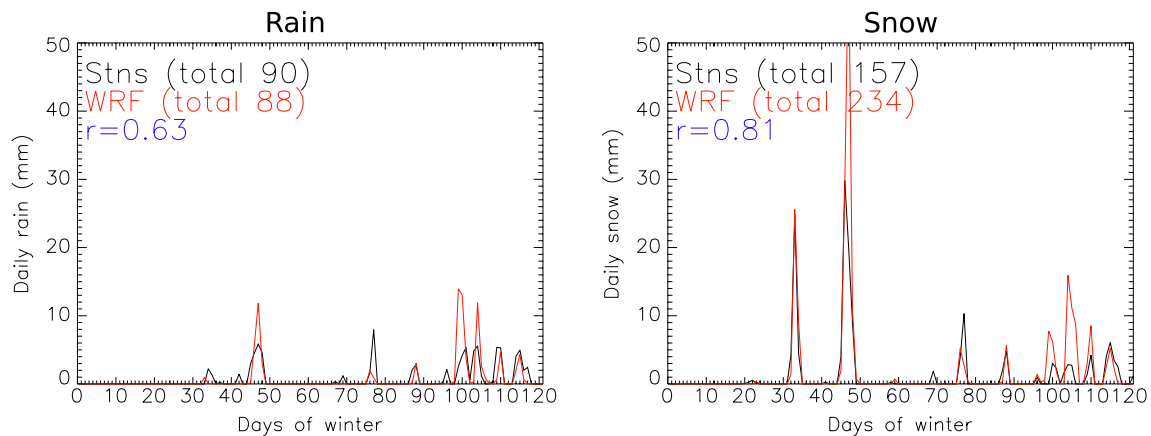 Rain
Stns (total 90)
WRF (total 88)
r=0.63
Daily rain (mm)
50
40
30
20
10
0
0 10 20 30 40 50 60 70 80 90 100 110 120
Days of winter
Snow
Stns (total 157)
WRF (total 234)
r=0.81
Daily snow (mm)
50
40
30
20
10
0
0 10 20 30 40 50 60 70 80 90 100 110 120
Days of winter